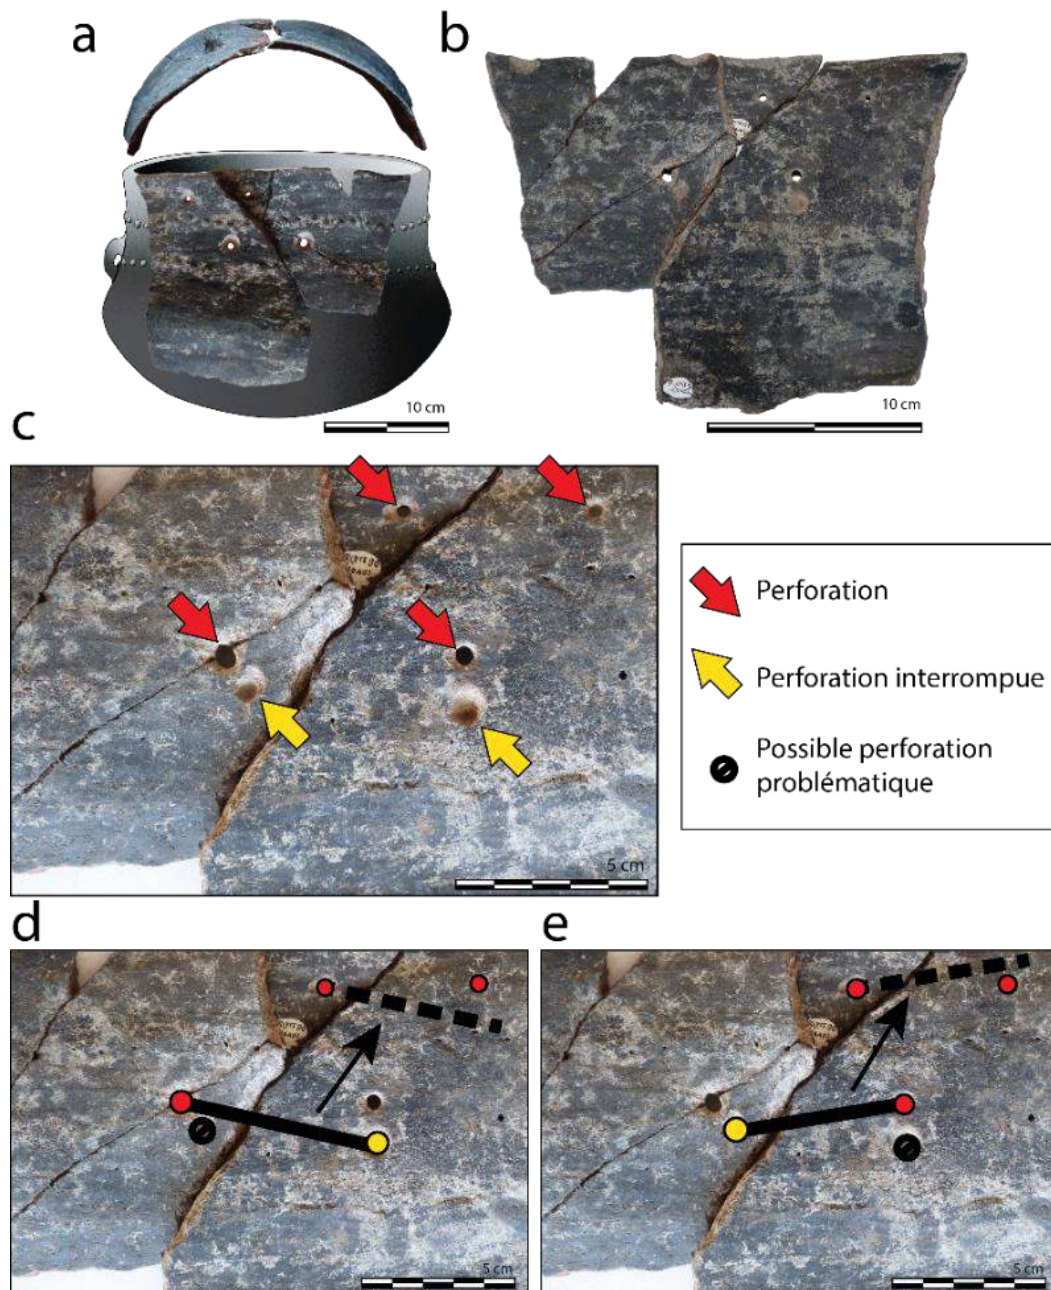 a
b
10 cm
10 cm
c
5 cm
Perforation
Perforation interrompue
Possible perforation
problématique
d
e
5 cm
5 cm